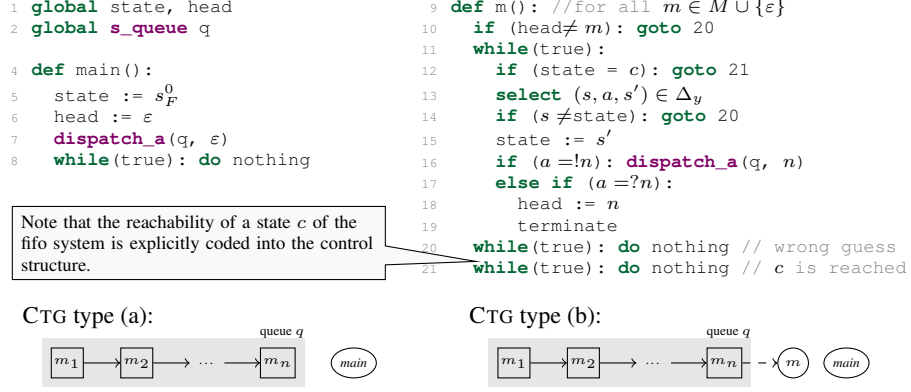 1 global state, head
2 global s_queue q
4 def main():
5 state := s_F^0
6 head := ε
7 dispatch_a(q, ε)
8 while(true): do nothing
Note that the reachability of a state c of the
fifo system is explicitly coded into the control
structure.
9 def m(): //for all m ∈ M ∪ {ε}
10 if (head≠ m): goto 20
11 while(true):
12 if (state = c): goto 21
13 select (s, a, s′) ∈ Δ_y
14 if (s ≠state): goto 20
15 state := s′
16 if (a =!n): dispatch_a(q, n)
17 else if (a =?n):
18 head := n
19 terminate
20 while(true): do nothing // wrong guess
21 while(true): do nothing // c is reached
CTG type (a):
queue q
m1 m2 ... mn main
CTG type (b):
queue q
m1 m2 ... mn m main